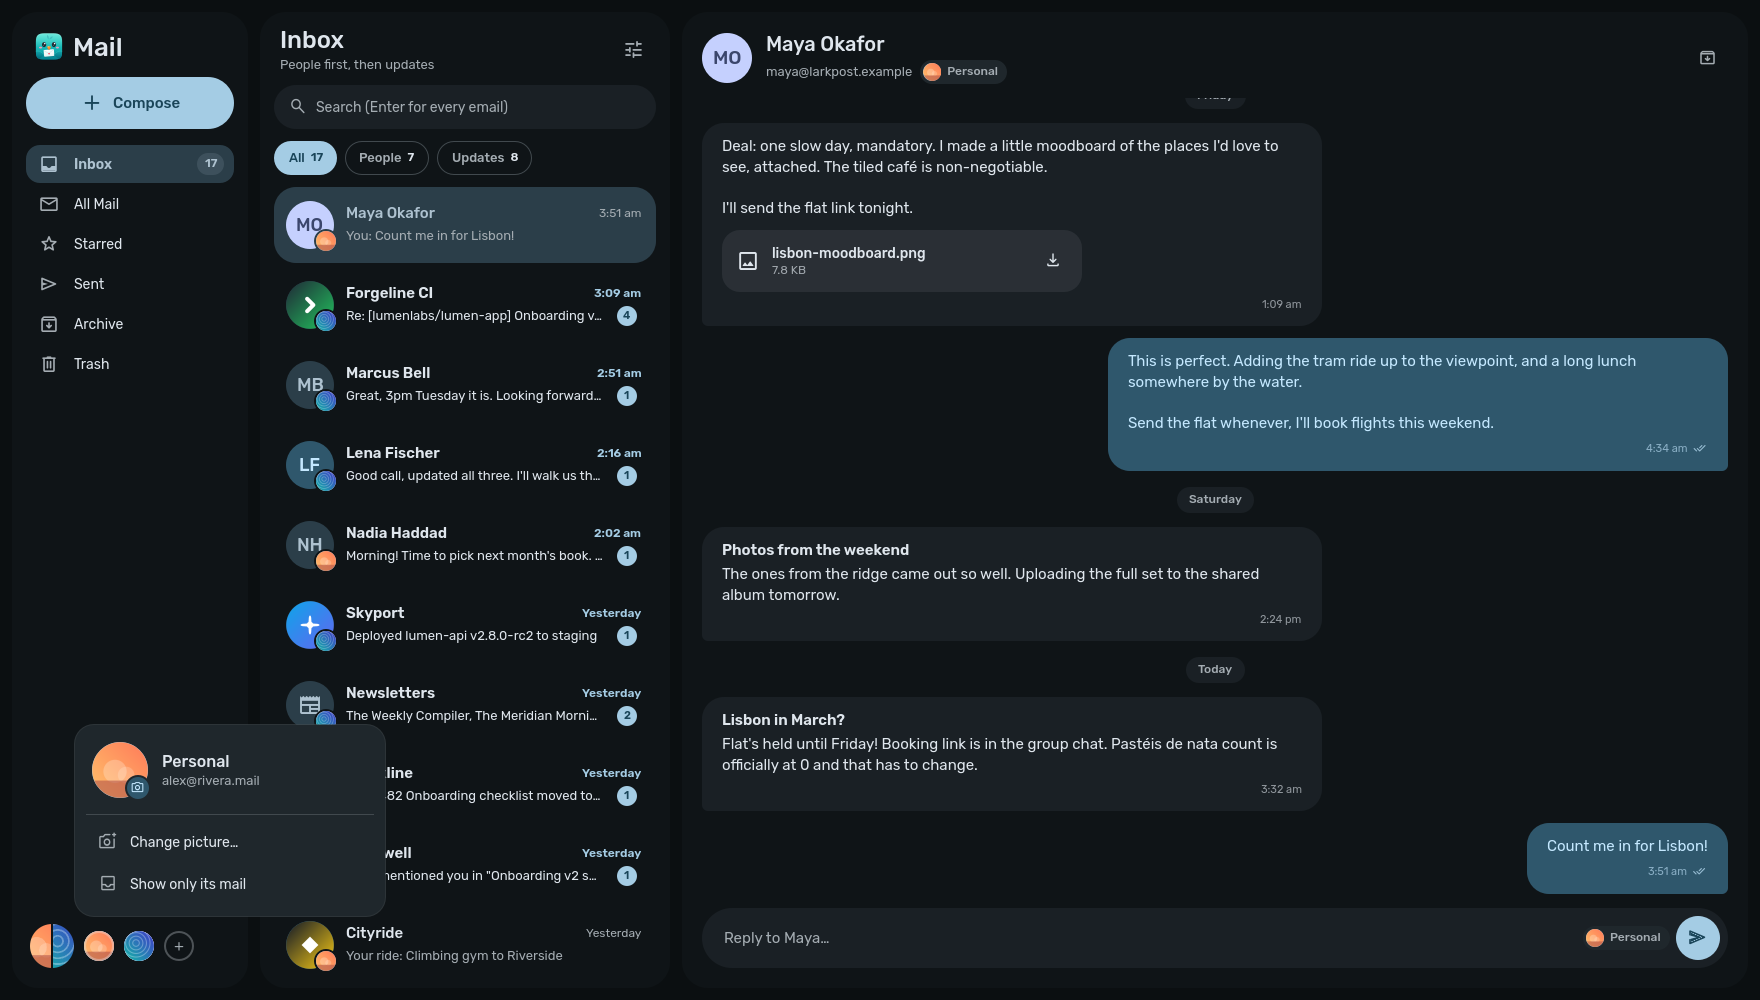 Mail
Compose
Inbox 17
All Mail
Starred
Sent
Archive
Trash
Personal
alex@rivera.mail
Change picture...
Show only its mail
Inbox
People first, then updates
Search (Enter for every email)
All 17 People 7 Updates 8
MO Maya Okafor 3:51 am
You: Count me in for Lisbon!
Forgeline CI 3:09 am
Re: [lumenlabs/lumen-app] Onboarding v... 4
MB Marcus Bell 2:51 am
Great, 3pm Tuesday it is. Looking forward... 1
LF Lena Fischer 2:16 am
Good call, updated all three. I'll walk us th... 1
NH Nadia Haddad 2:02 am
Morning! Time to pick next month's book. ... 1
Skyport Yesterday
Deployed lumen-api v2.8.0-rc2 to staging 1
Newsletters Yesterday
The Weekly Compiler, The Meridian Morni... 2
line Yesterday
82 Onboarding checklist moved to... 1
well Yesterday
mentioned you in "Onboarding v2 s... 1
Cityride Yesterday
Your ride: Climbing gym to Riverside
MO Maya Okafor
maya@larkpost.example Personal
Deal: one slow day, mandatory. I made a little moodboard of the places I'd love to
see, attached. The tiled café is non-negotiable.
I'll send the flat link tonight.
lisbon-moodboard.png
7.8 KB
1:09 am
This is perfect. Adding the tram ride up to the viewpoint, and a long lunch
somewhere by the water.
Send the flat whenever, I'll book flights this weekend.
4:34 am
Saturday
Photos from the weekend
The ones from the ridge came out so well. Uploading the full set to the shared
album tomorrow.
2:24 pm
Today
Lisbon in March?
Flat's held until Friday! Booking link is in the group chat. Pastéis de nata count is
officially at 0 and that has to change.
3:32 am
Count me in for Lisbon!
3:51 am
Reply to Maya... Personal